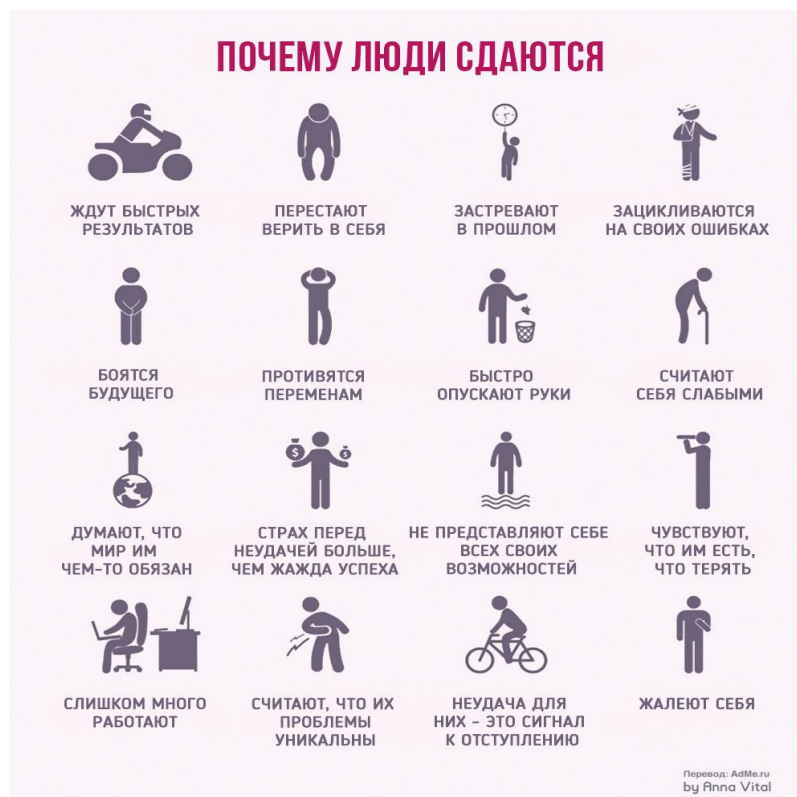 ПОЧЕМУ ЛЮДИ СДАЮТСЯ
ЖДУТ БЫСТРЫХ
РЕЗУЛЬТАТОВ
ПЕРЕСТАЮТ
ВЕРИТЬ В СЕБЯ
ЗАСТРЕВАЮТ
В ПРОШЛОМ
ЗАЦИКЛИВАЮТСЯ
НА СВОИХ ОШИБКАХ
БОЯТСЯ
БУДУЩЕГО
ПРОТИВЯТСЯ
ПЕРЕМЕНАМ
БЫСТРО
ОПУСКАЮТ РУКИ
СЧИТАЮТ
СЕБЯ СЛАБЫМИ
$
$
ДУМАЮТ, ЧТО
МИР ИМ
ЧЕМ-ТО ОБЯЗАН
СТРАХ ПЕРЕД
НЕУДАЧЕЙ БОЛЬШЕ,
ЧЕМ ЖАЖДА УСПЕХА
НЕ ПРЕДСТАВЛЯЮТ СЕБЕ
ВСЕХ СВОИХ
ВОЗМОЖНОСТЕЙ
ЧУВСТВУЮТ,
ЧТО ИМ ЕСТЬ,
ЧТО ТЕРЯТЬ
СЛИШКОМ МНОГО
РАБОТАЮТ
СЧИТАЮТ, ЧТО ИХ
ПРОБЛЕМЫ
УНИКАЛЬНЫ
НЕУДАЧА ДЛЯ
НИХ - ЭТО СИГНАЛ
К ОТСТУПЛЕНИЮ
ЖАЛЕЮТ СЕБЯ
Перевод: AdMe.ru
by Anna Vital